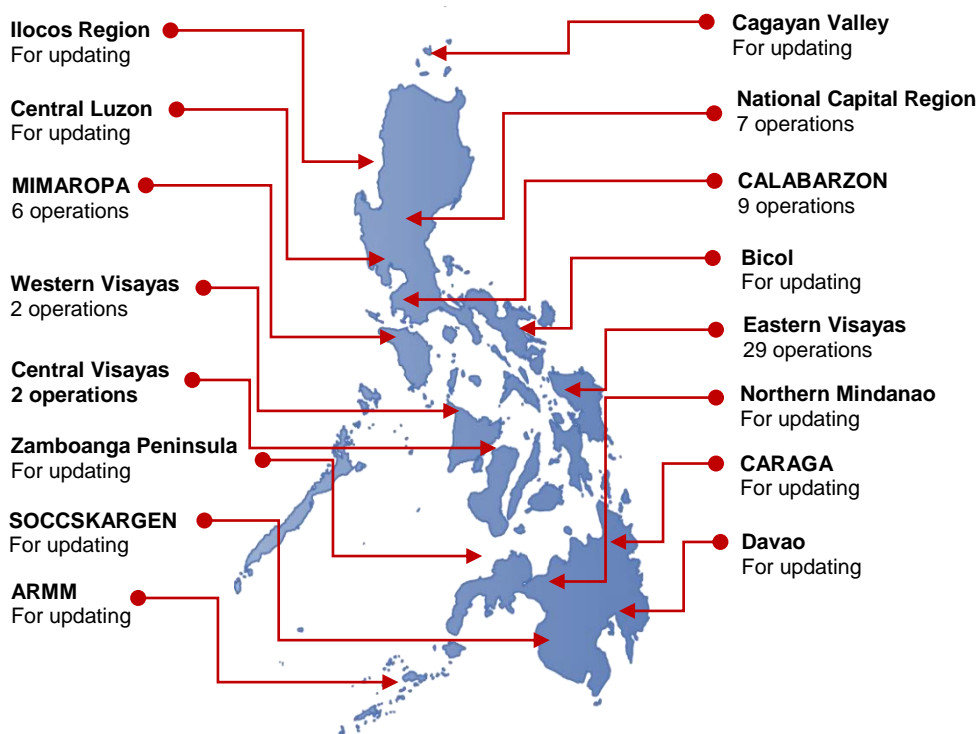 Ilocos Region
For updating
Central Luzon
For updating
MIMAROPA
6 operations
Western Visayas
2 operations
Central Visayas
2 operations
Zamboanga Peninsula
For updating
SOCCSKARGEN
For updating
ARMM
For updating
Cagayan Valley
For updating
National Capital Region
7 operations
CALABARZON
9 operations
Bicol
For updating
Eastern Visayas
29 operations
Northern Mindanao
For updating
CARAGA
For updating
Davao
For updating